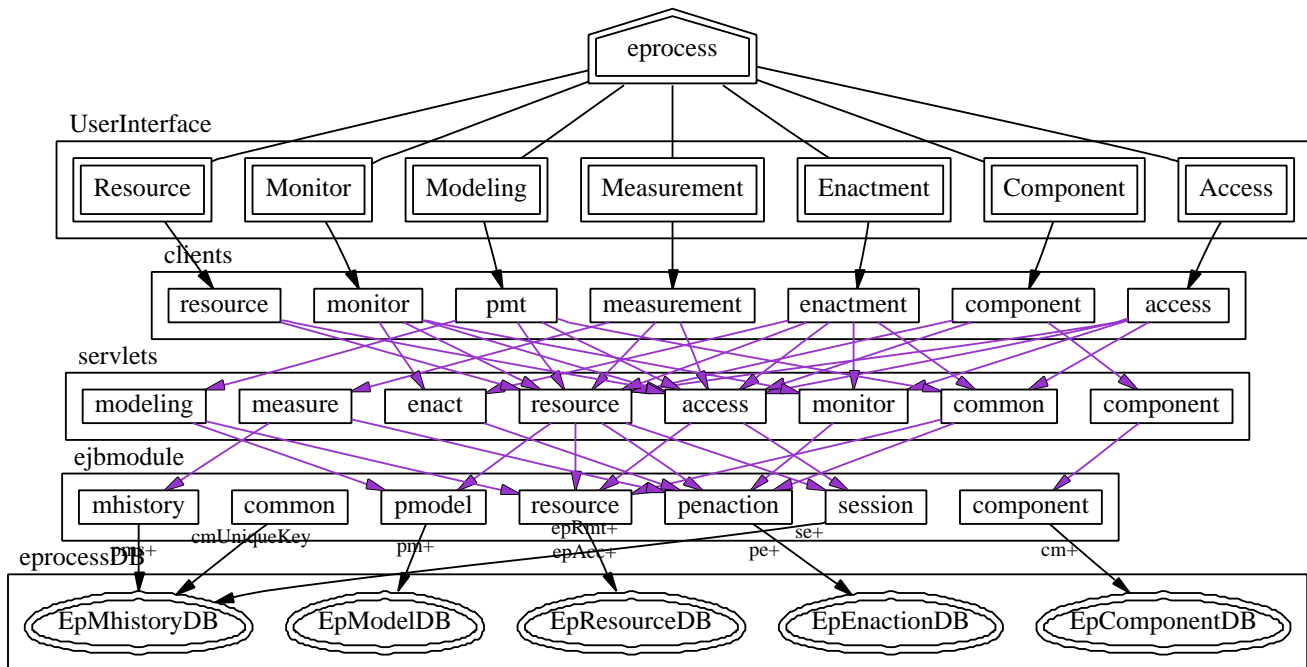 eprocess
UserInterface
Resource Monitor Modeling Measurement Enactment Component Access
clients
resource monitor pmt measurement enactment component access
servlets
modeling measure enact resource access monitor common component
ejbmodule
mhistory common pmodel resource penaction session component
cmUniqueKey epRmt+ se+
pm+ epAcc+ pe+ cm+
eprocessDB
EpMhistoryDB EpModelDB EpResourceDB EpEnactionDB EpComponentDB